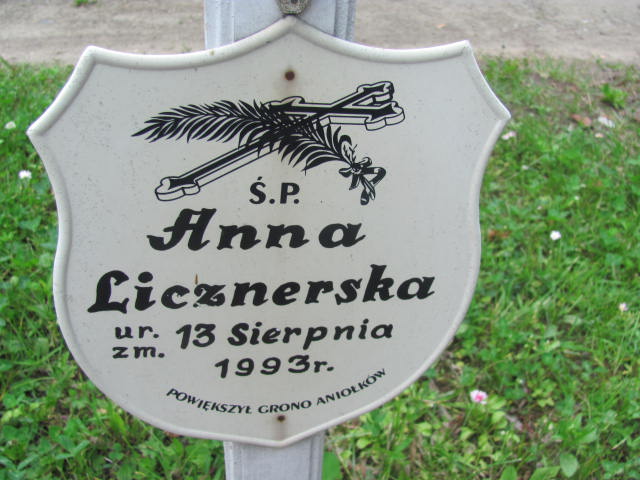 Ś.P.
Anna
Licznerska
ur. 13 Sierpnia
zm. 1993r.
POWIĘKSZYŁ GRONO ANIOŁKÓW